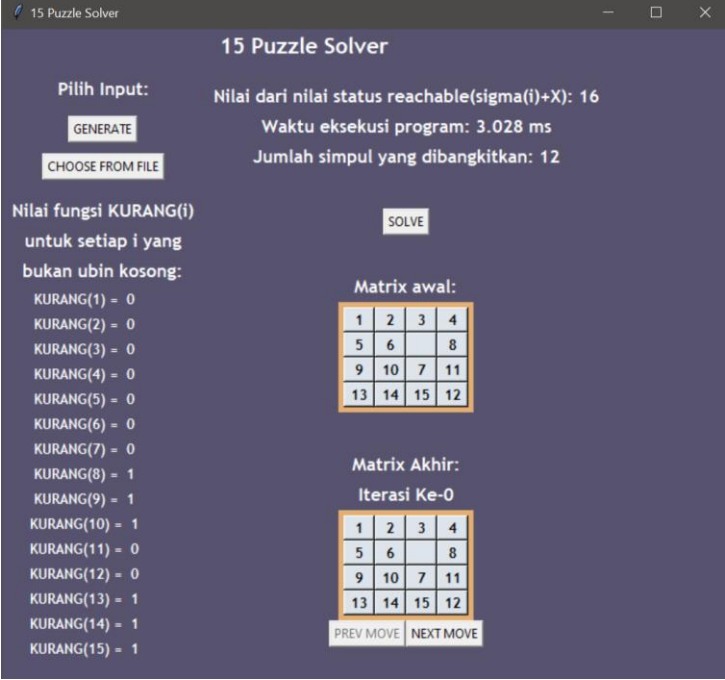 15 Puzzle Solver
15 Puzzle Solver
Pilih Input:
GENERATE
CHOOSE FROM FILE
Nilai fungsi KURANG(i)
untuk setiap i yang
bukan ubin kosong:
KURANG(1) = 0
KURANG(2) = 0
KURANG(3) = 0
KURANG(4) = 0
KURANG(5) = 0
KURANG(6) = 0
KURANG(7) = 0
KURANG(8) = 1
KURANG(9) = 1
KURANG(10) = 1
KURANG(11) = 0
KURANG(12) = 0
KURANG(13) = 1
KURANG(14) = 1
KURANG(15) = 1
Nilai dari nilai status reachable(sigma(i)+X): 16
Waktu eksekusi program: 3.028 ms
Jumlah simpul yang dibangkitkan: 12
SOLVE
Matrix awal:
1 2 3 4
5 6 8
9 10 7 11
13 14 15 12
Matrix Akhir:
Iterasi Ke-0
1 2 3 4
5 6 8
9 10 7 11
13 14 15 12
PREV MOVE NEXT MOVE